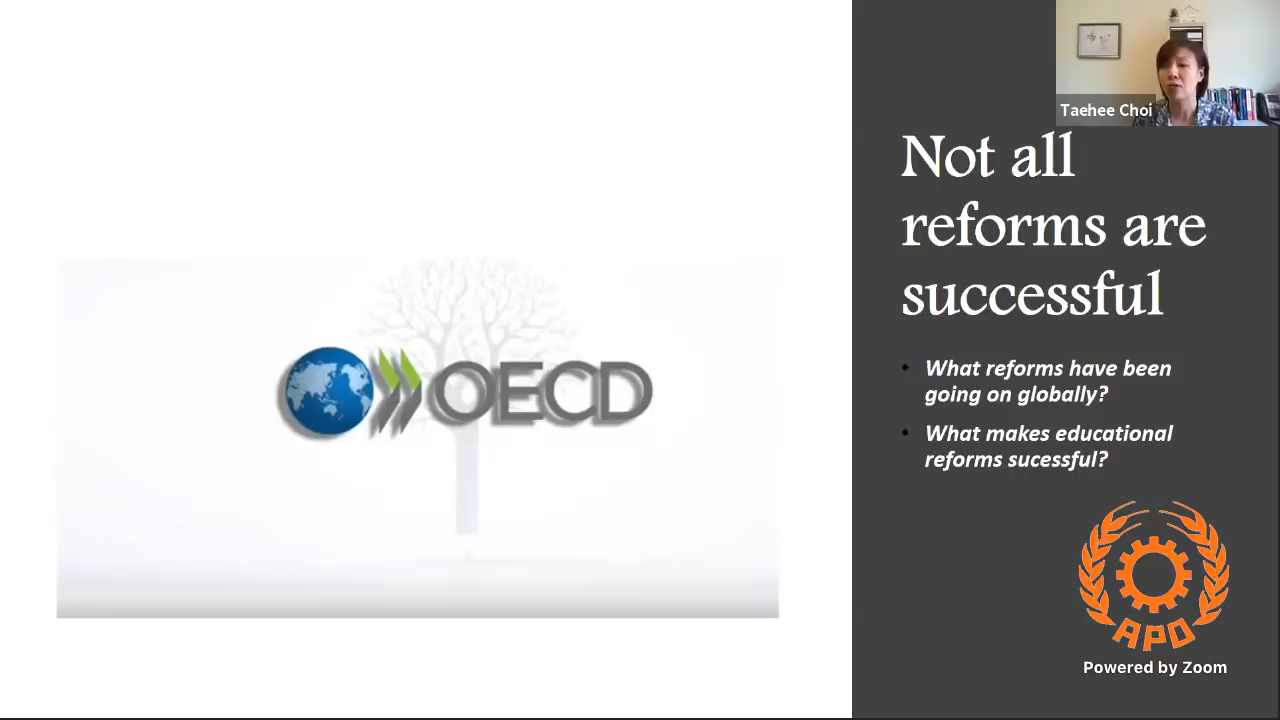 Taehee Choi
Not all
reforms are
successful
• What reforms have been
going on globally?
• What makes educational
reforms sucessful?
OECD
APO
Powered by Zoom